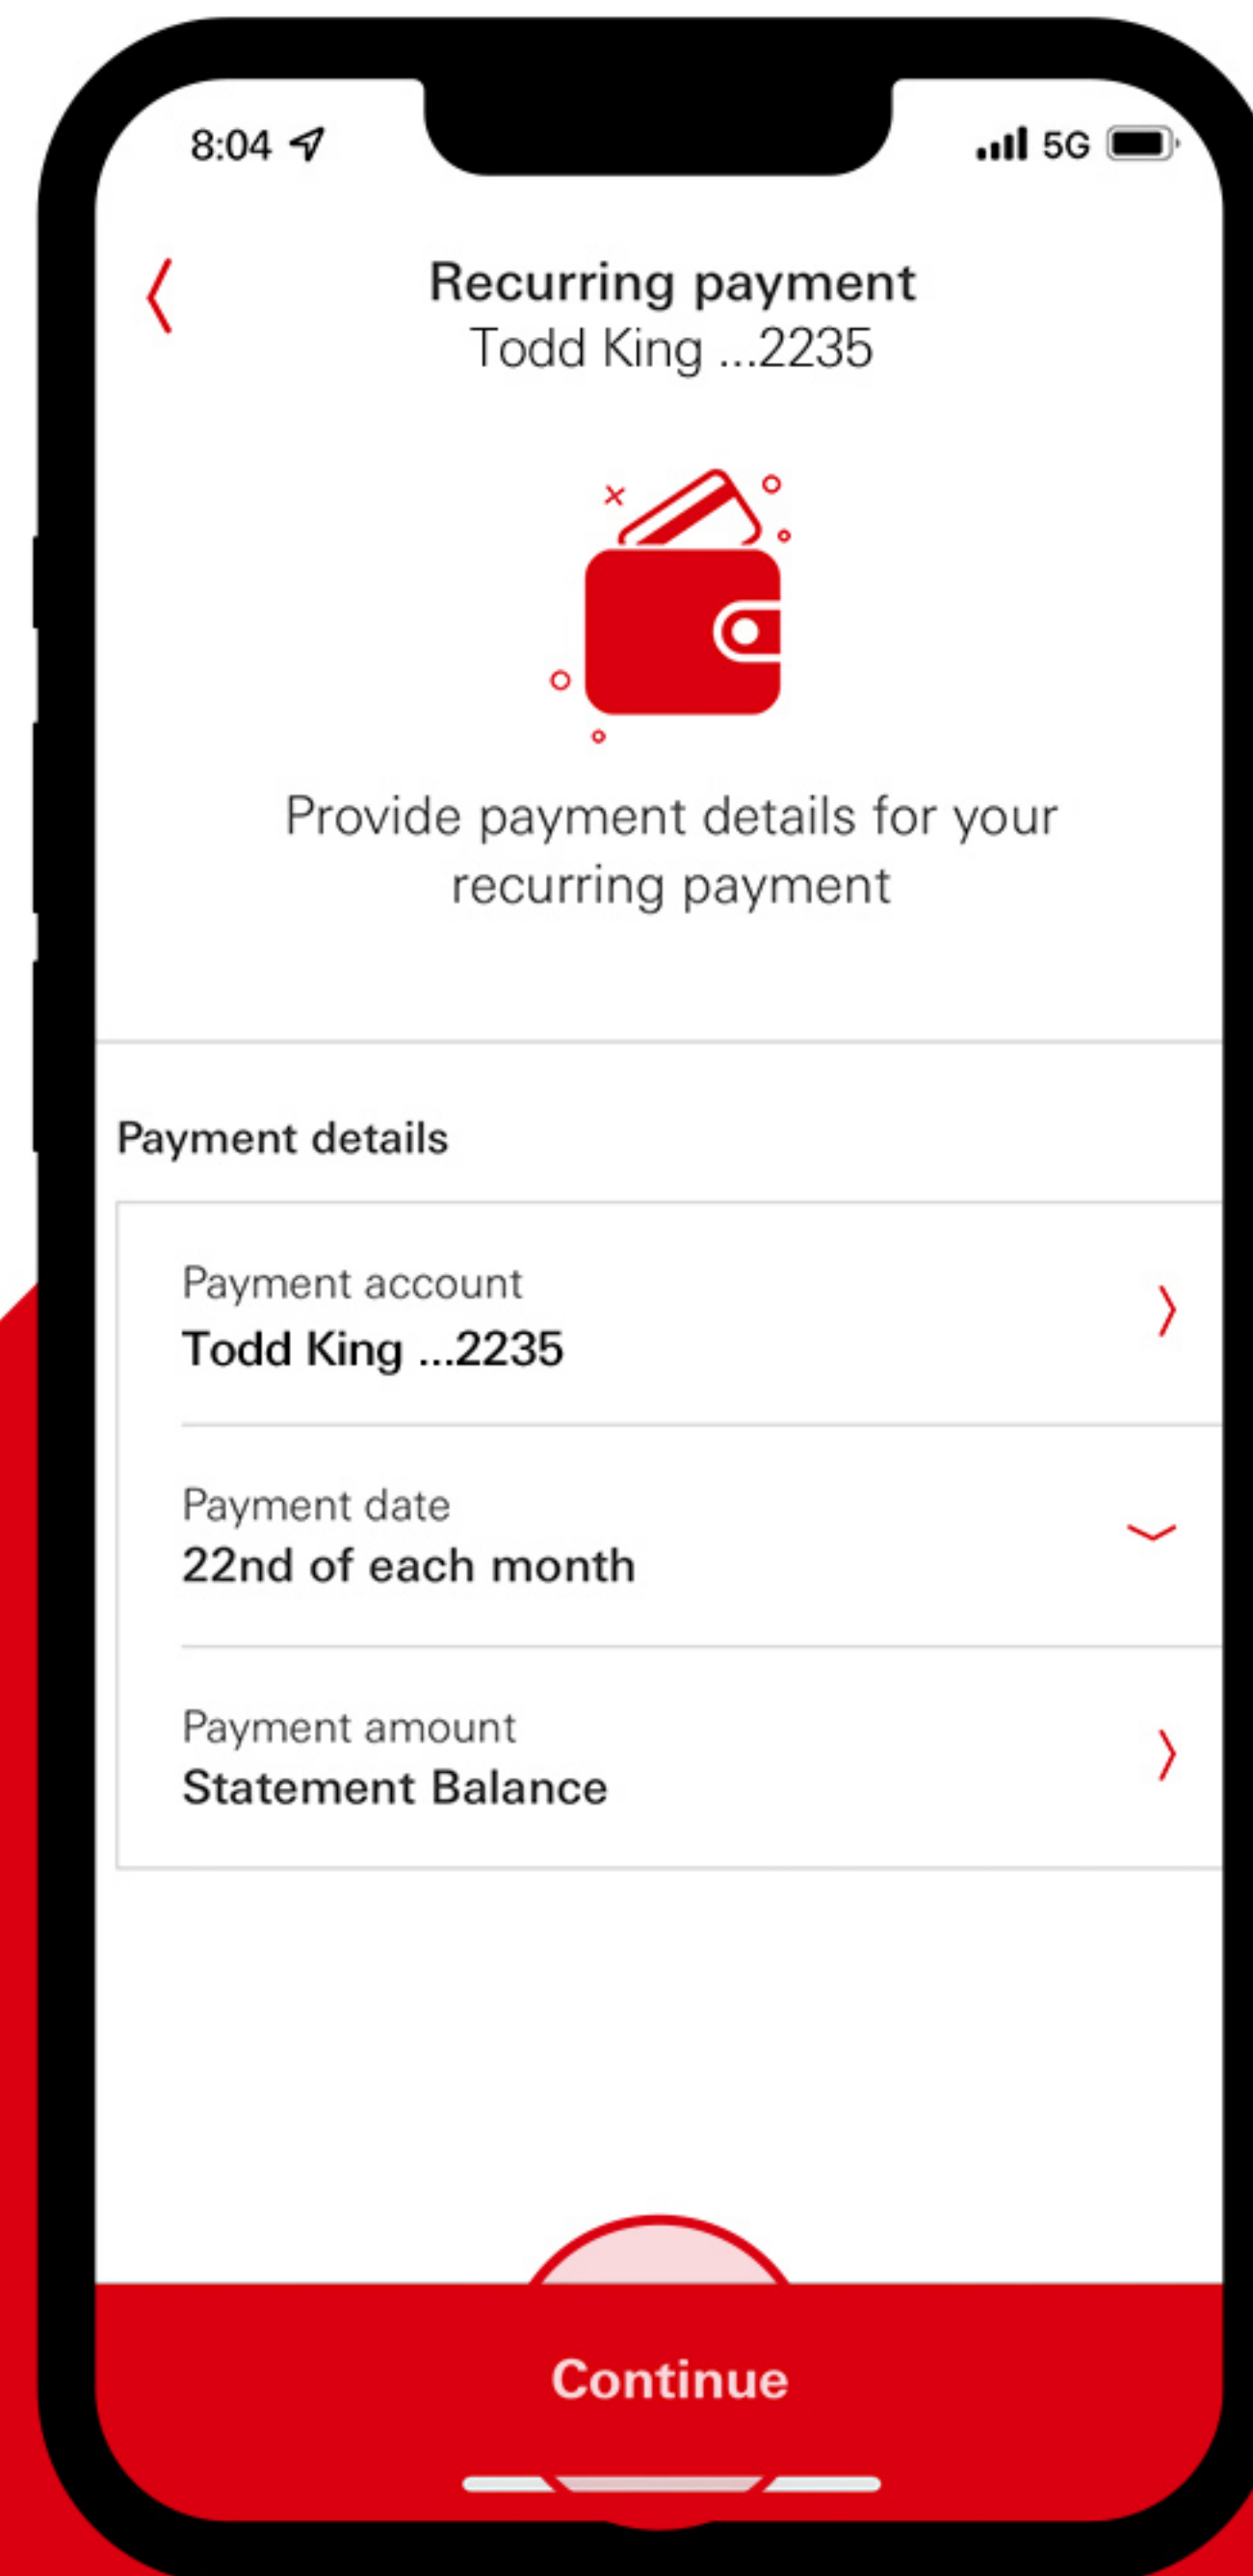 8:04 5G
Recurring payment
Todd King ...2235
Provide payment details for your
recurring payment
Payment details
Payment account
Todd King ...2235
Payment date
22nd of each month
Payment amount
Statement Balance
Continue